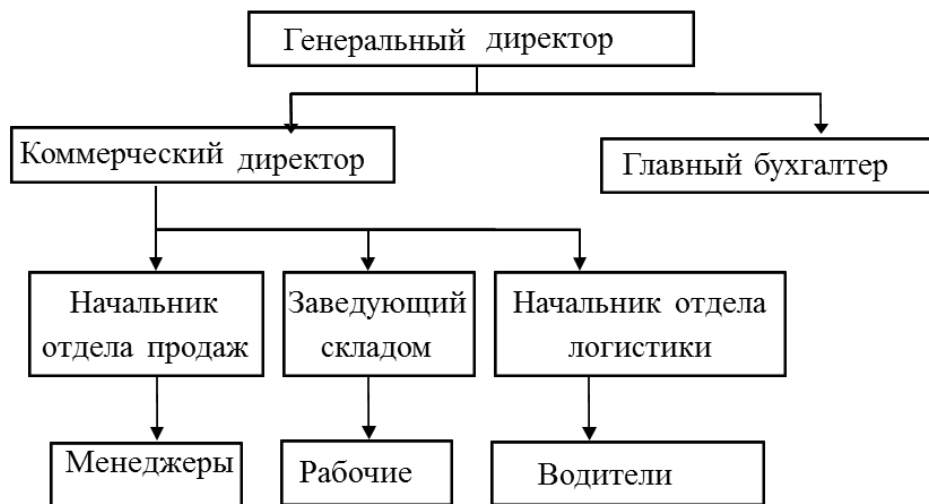 Генеральный директор
Коммерческий директор
Главный бухгалтер
Начальник
отдела продаж
Заведующий
складом
Начальник отдела
логистики
Менеджеры
Рабочие
Водители